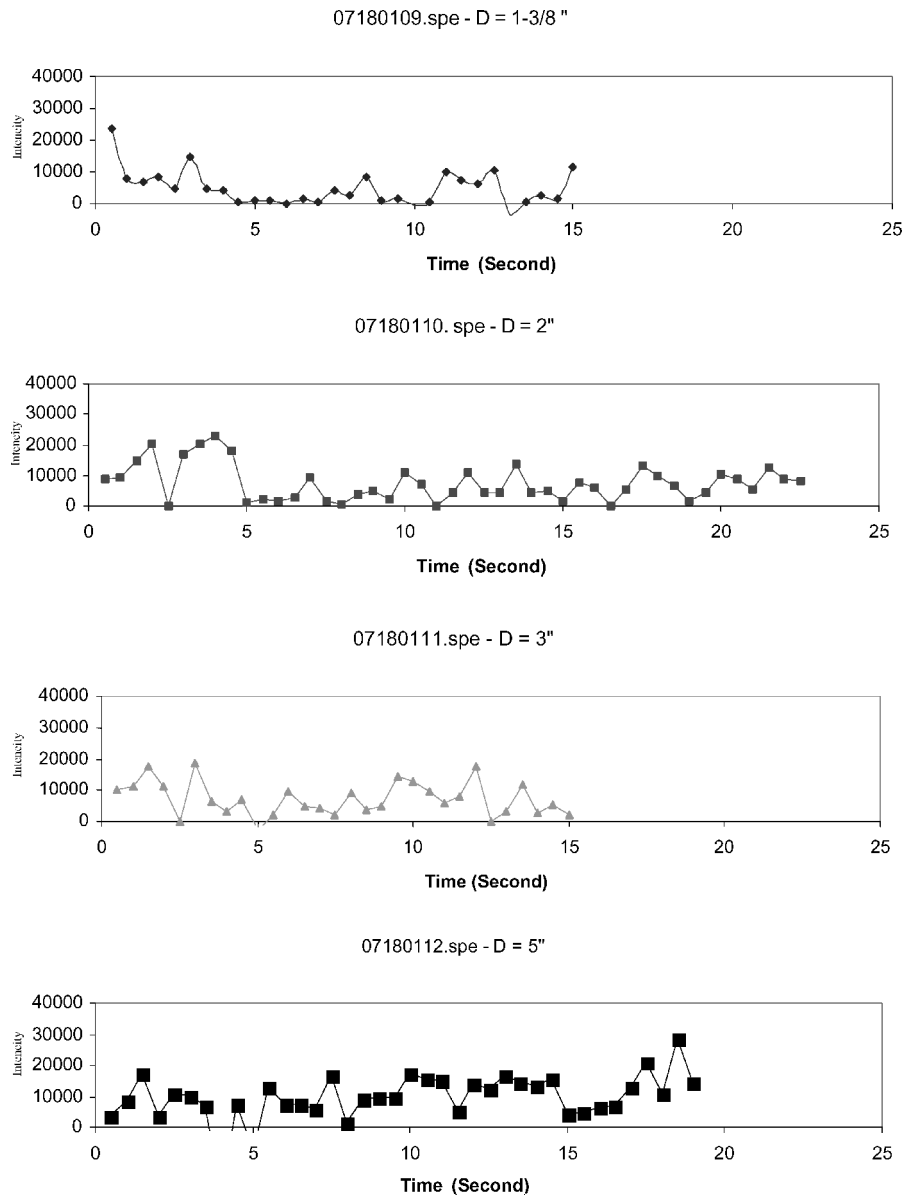 07180109.spe - D = 1-3/8 "
40000
30000
20000
10000
0
Intencity
0 5 10 15 20 25
Time (Second)
07180110. spe - D = 2"
40000
30000
20000
10000
0
Intencity
0 5 10 15 20 25
Time (Second)
07180111.spe - D = 3"
40000
30000
20000
10000
0
Intencity
0 5 10 15 20 25
Time (Second)
07180112.spe - D = 5"
40000
30000
20000
10000
0
Intencity
0 5 10 15 20 25
Time (Second)